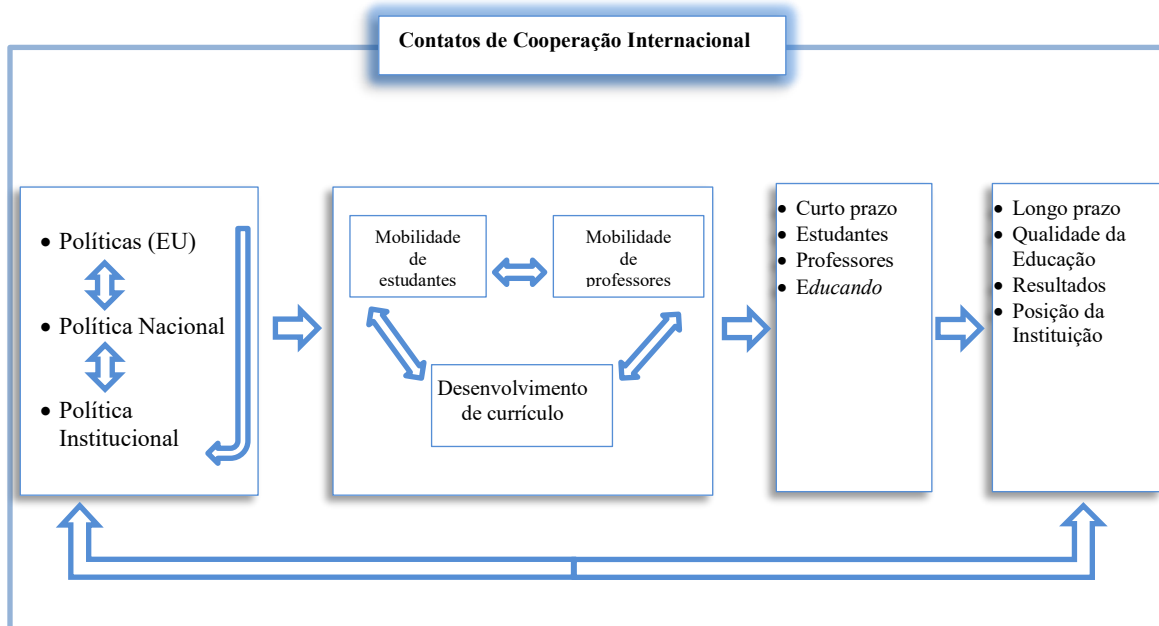 Contatos de Cooperação Internacional
• Políticas (EU)
• Política Nacional
• Política
Institucional
Mobilidade
de
estudantes
Mobilidade
de
professores
Desenvolvimento
de currículo
• Curto prazo
• Estudantes
• Professores
• Educando
• Longo prazo
• Qualidade da
Educação
• Resultados
• Posição da
Instituição